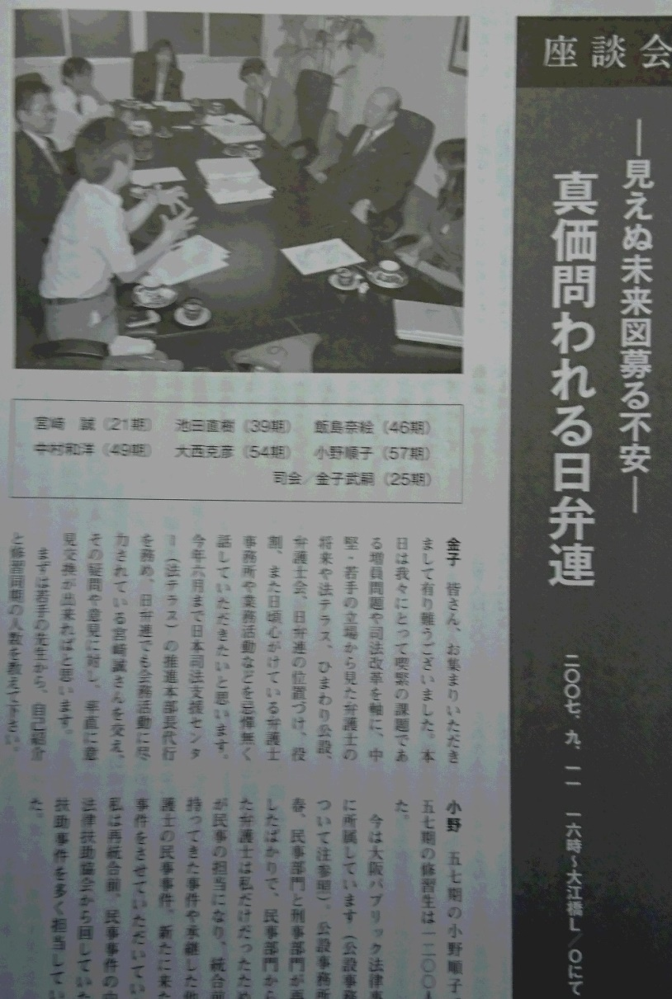 座談会
―見えぬ未来図募る不安―
真価問われる日弁連
二〇〇七、九、一一 一六時～大江橋L／Oにて
宮﨑 誠（21期） 池田直樹（39期） 飯島奈絵（46期）
中村和洋（49期） 大西克彦（54期） 小野順子（57期）
司会／金子武嗣（25期）
金子 皆さん、お集まりいただき
まして有り難うございました。本
日は我々にとって喫緊の課題であ
る増員問題や司法改革を軸に、中
堅・若手の立場から見た弁護士の
将来や法テラス、ひまわり公設、
弁護士会、日弁連の位置づけ、役
割、また日頃心がけている弁護士
事務所や業務活動などを忌憚無く
話していただきたいと思います。
今年六月まで日本司法支援センタ
ー（法テラス）の推進本部長代行
を務め、日弁連でも会務活動に尽
力されている宮﨑誠さんを交え、
その疑問や意見に対し、率直に意
見交換が出来ればと思います。
まずは若手の先生から、自己紹介
と修習同期の人数を教えて下さい。
小野 五七期の小野順子
五七期の修習生は一二〇〇人
た。
今は大阪パブリック法律事
に所属しています（公設事務
ついて注参照）。公設事務所
春、民事部門と刑事部門が再
したばかりで、民事部門から
た弁護士は私だけだったため
が民事の担当になり、統合前
持ってきた事件や承継した他
護士の民事事件、新たに来た
事件をさせていただいてい
私は再統合前、民事事件の
法律扶助協会から回していた
扶助事件を多く担当してい
た。